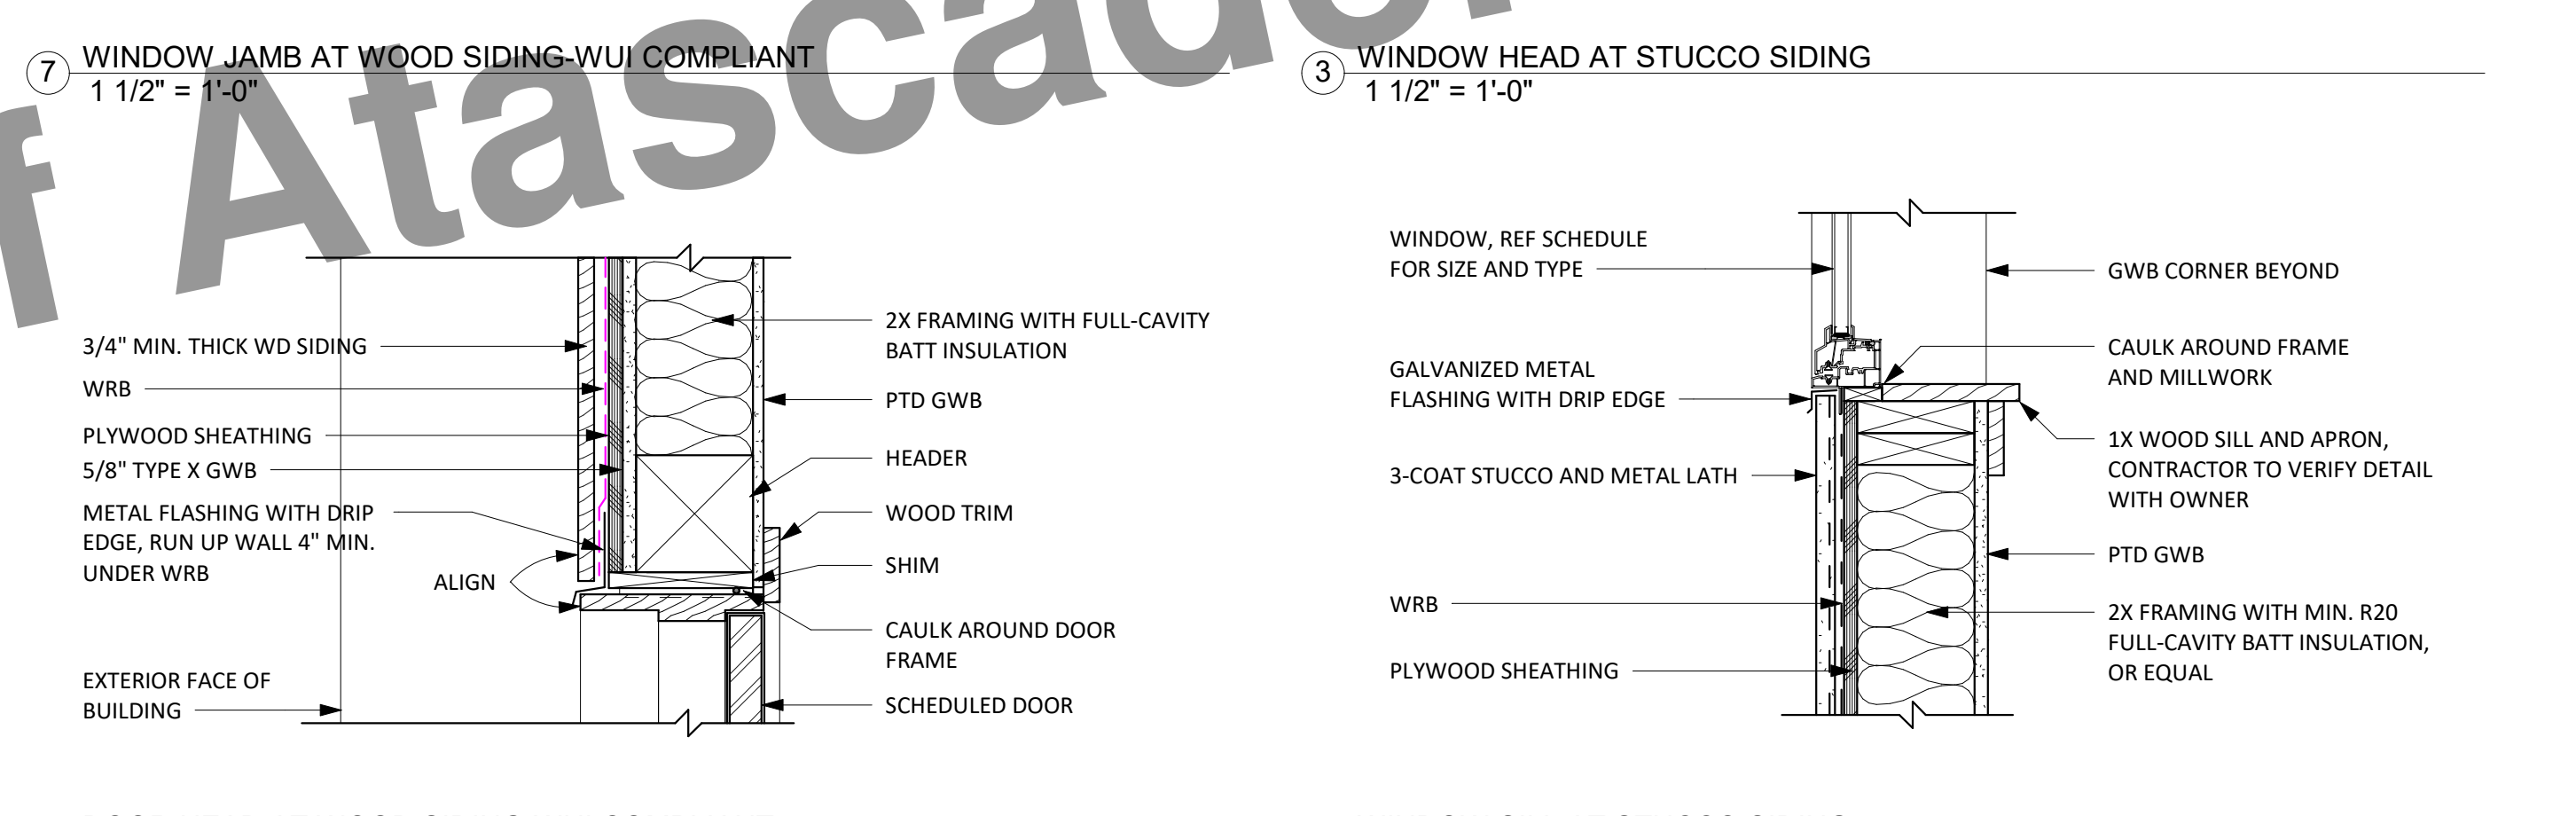 f Atascade
7
WINDOW JAMB AT WOOD SIDING-WUI COMPLIANT
1 1/2" = 1'-0"
3/4" MIN. THICK WD SIDING
WRB
PLYWOOD SHEATHING
5/8" TYPE X GWB
METAL FLASHING WITH DRIP
EDGE, RUN UP WALL 4" MIN.
UNDER WRB
ALIGN
EXTERIOR FACE OF
BUILDING
2X FRAMING WITH FULL-CAVITY
BATT INSULATION
PTD GWB
HEADER
WOOD TRIM
SHIM
CAULK AROUND DOOR
FRAME
SCHEDULED DOOR
3
WINDOW HEAD AT STUCCO SIDING
1 1/2" = 1'-0"
WINDOW, REF SCHEDULE
FOR SIZE AND TYPE
GALVANIZED METAL
FLASHING WITH DRIP EDGE
3-COAT STUCCO AND METAL LATH
WRB
PLYWOOD SHEATHING
GWB CORNER BEYOND
CAULK AROUND FRAME
AND MILLWORK
1X WOOD SILL AND APRON,
CONTRACTOR TO VERIFY DETAIL
WITH OWNER
PTD GWB
2X FRAMING WITH MIN. R20
FULL-CAVITY BATT INSULATION,
OR EQUAL